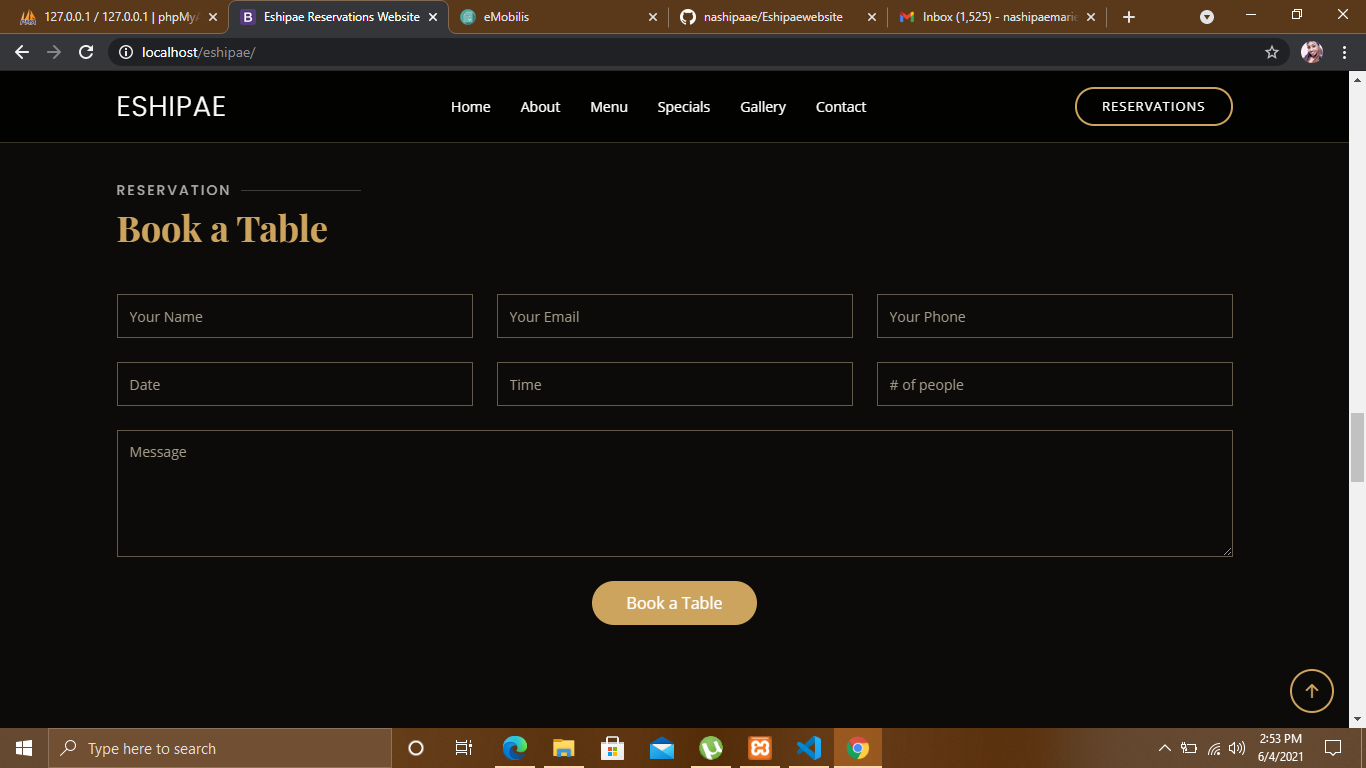 127.0.0.1 / 127.0.0.1 | phpMyA
Eshipae Reservations Website
eMobilis
nashipaae/Eshipaewebsite
Inbox (1,525) - nashipaemarie
localhost/eshipae/
ESHIPAE
Home
About
Menu
Specials
Gallery
Contact
RESERVATIONS
RESERVATION
Book a Table
Your Name
Your Email
Your Phone
Date
Time
# of people
Message
Book a Table
Type here to search
2:53 PM
6/4/2021